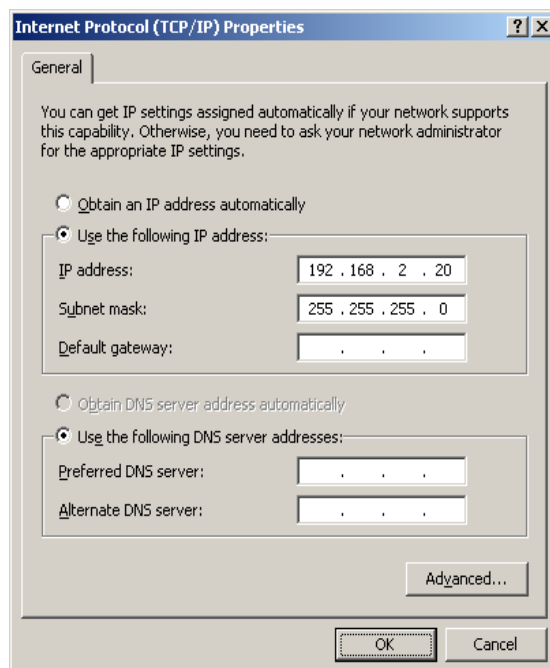 Internet Protocol (TCP/IP) Properties
General
You can get IP settings assigned automatically if your network supports
this capability. Otherwise, you need to ask your network administrator
for the appropriate IP settings.
Obtain an IP address automatically
Use the following IP address:
IP address: 192 . 168 . 2 . 20
Subnet mask: 255 . 255 . 255 . 0
Default gateway: . . .
Obtain DNS server address automatically
Use the following DNS server addresses:
Preferred DNS server: . . .
Alternate DNS server: . . .
Advanced...
OK Cancel